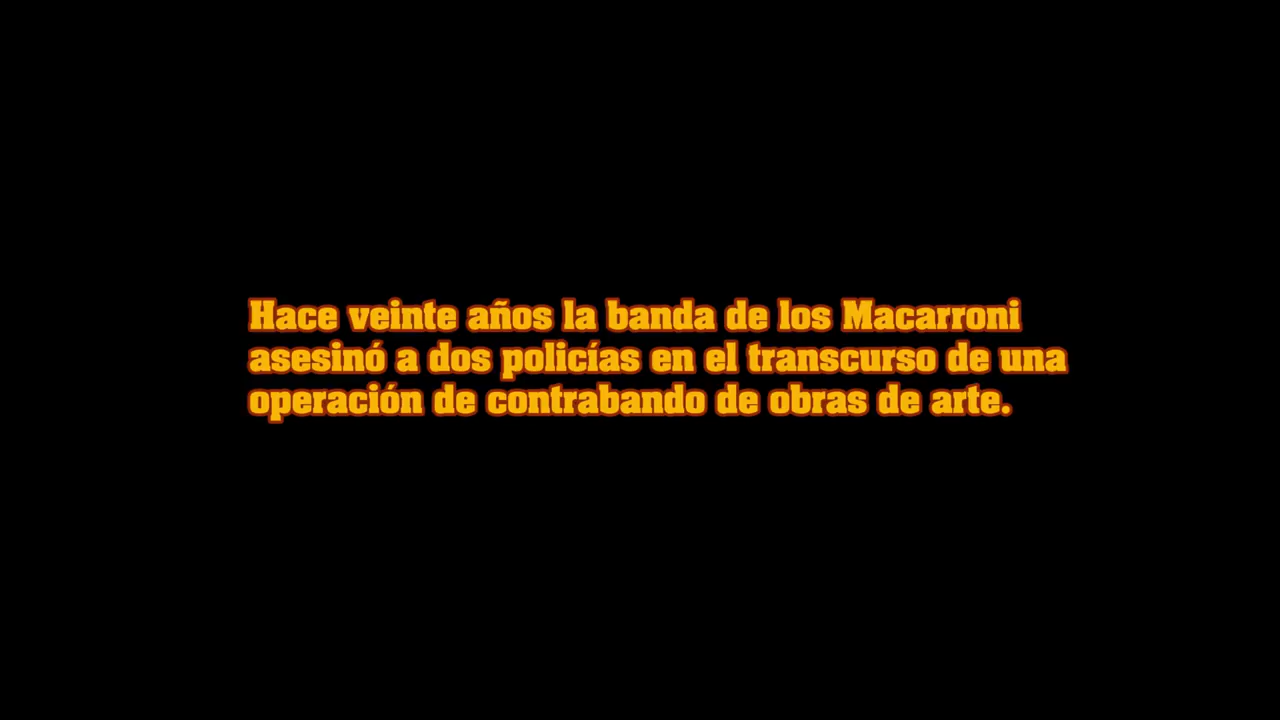 Hace veinte años la banda de los Macarroni
asesinó a dos policías en el transcurso de una
operación de contrabando de obras de arte.